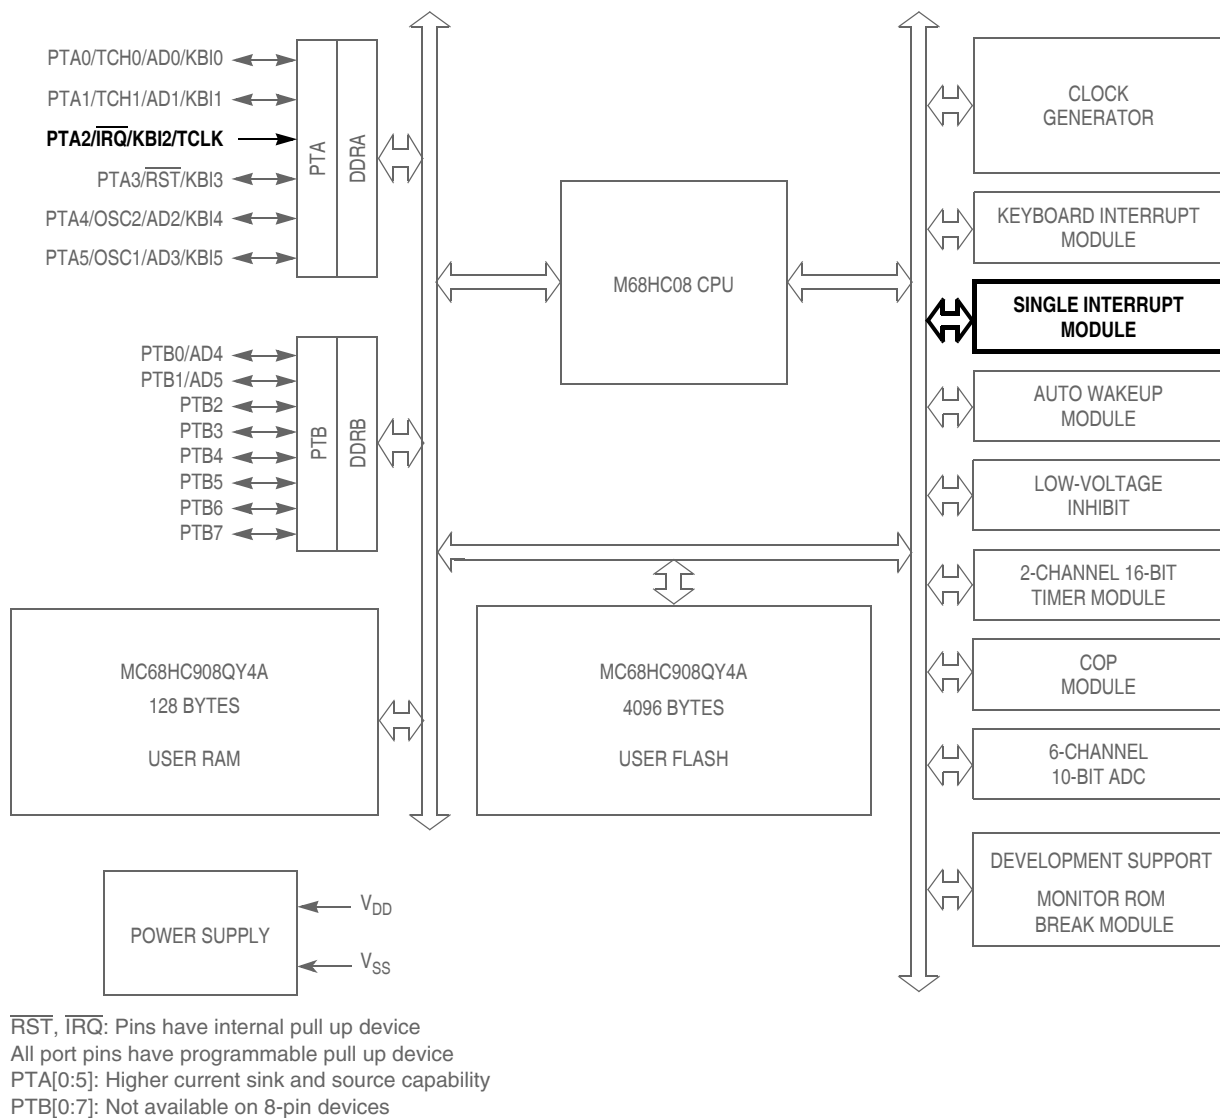 PTA0/TCH0/AD0/KBI0
PTA1/TCH1/AD1/KBI1
PTA2/IRQ/KBI2/TCLK
PTA3/RST/KBI3
PTA4/OSC2/AD2/KBI4
PTA5/OSC1/AD3/KBI5
PTA
DDRA
PTB0/AD4
PTB1/AD5
PTB2
PTB3
PTB4
PTB5
PTB6
PTB7
PTB
DDRB
M68HC08 CPU
CLOCK
GENERATOR
KEYBOARD INTERRUPT
MODULE
SINGLE INTERRUPT
MODULE
AUTO WAKEUP
MODULE
LOW-VOLTAGE
INHIBIT
2-CHANNEL 16-BIT
TIMER MODULE
COP
MODULE
6-CHANNEL
10-BIT ADC
DEVELOPMENT SUPPORT
MONITOR ROM
BREAK MODULE
MC68HC908QY4A
128 BYTES
USER RAM
MC68HC908QY4A
4096 BYTES
USER FLASH
POWER SUPPLY
VDD
VSS
RST, IRQ: Pins have internal pull up device
All port pins have programmable pull up device
PTA[0:5]: Higher current sink and source capability
PTB[0:7]: Not available on 8-pin devices